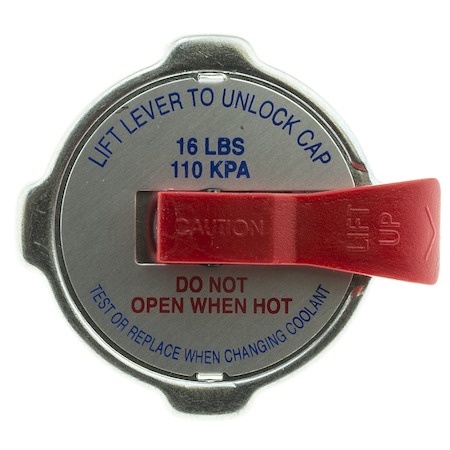 LIFT LEVER TO UNLOCK CAP
16 LBS
110 KPA
CAUTION
LIFT
UP
DO NOT
OPEN WHEN HOT
TEST OR REPLACE WHEN CHANGING COOLANT